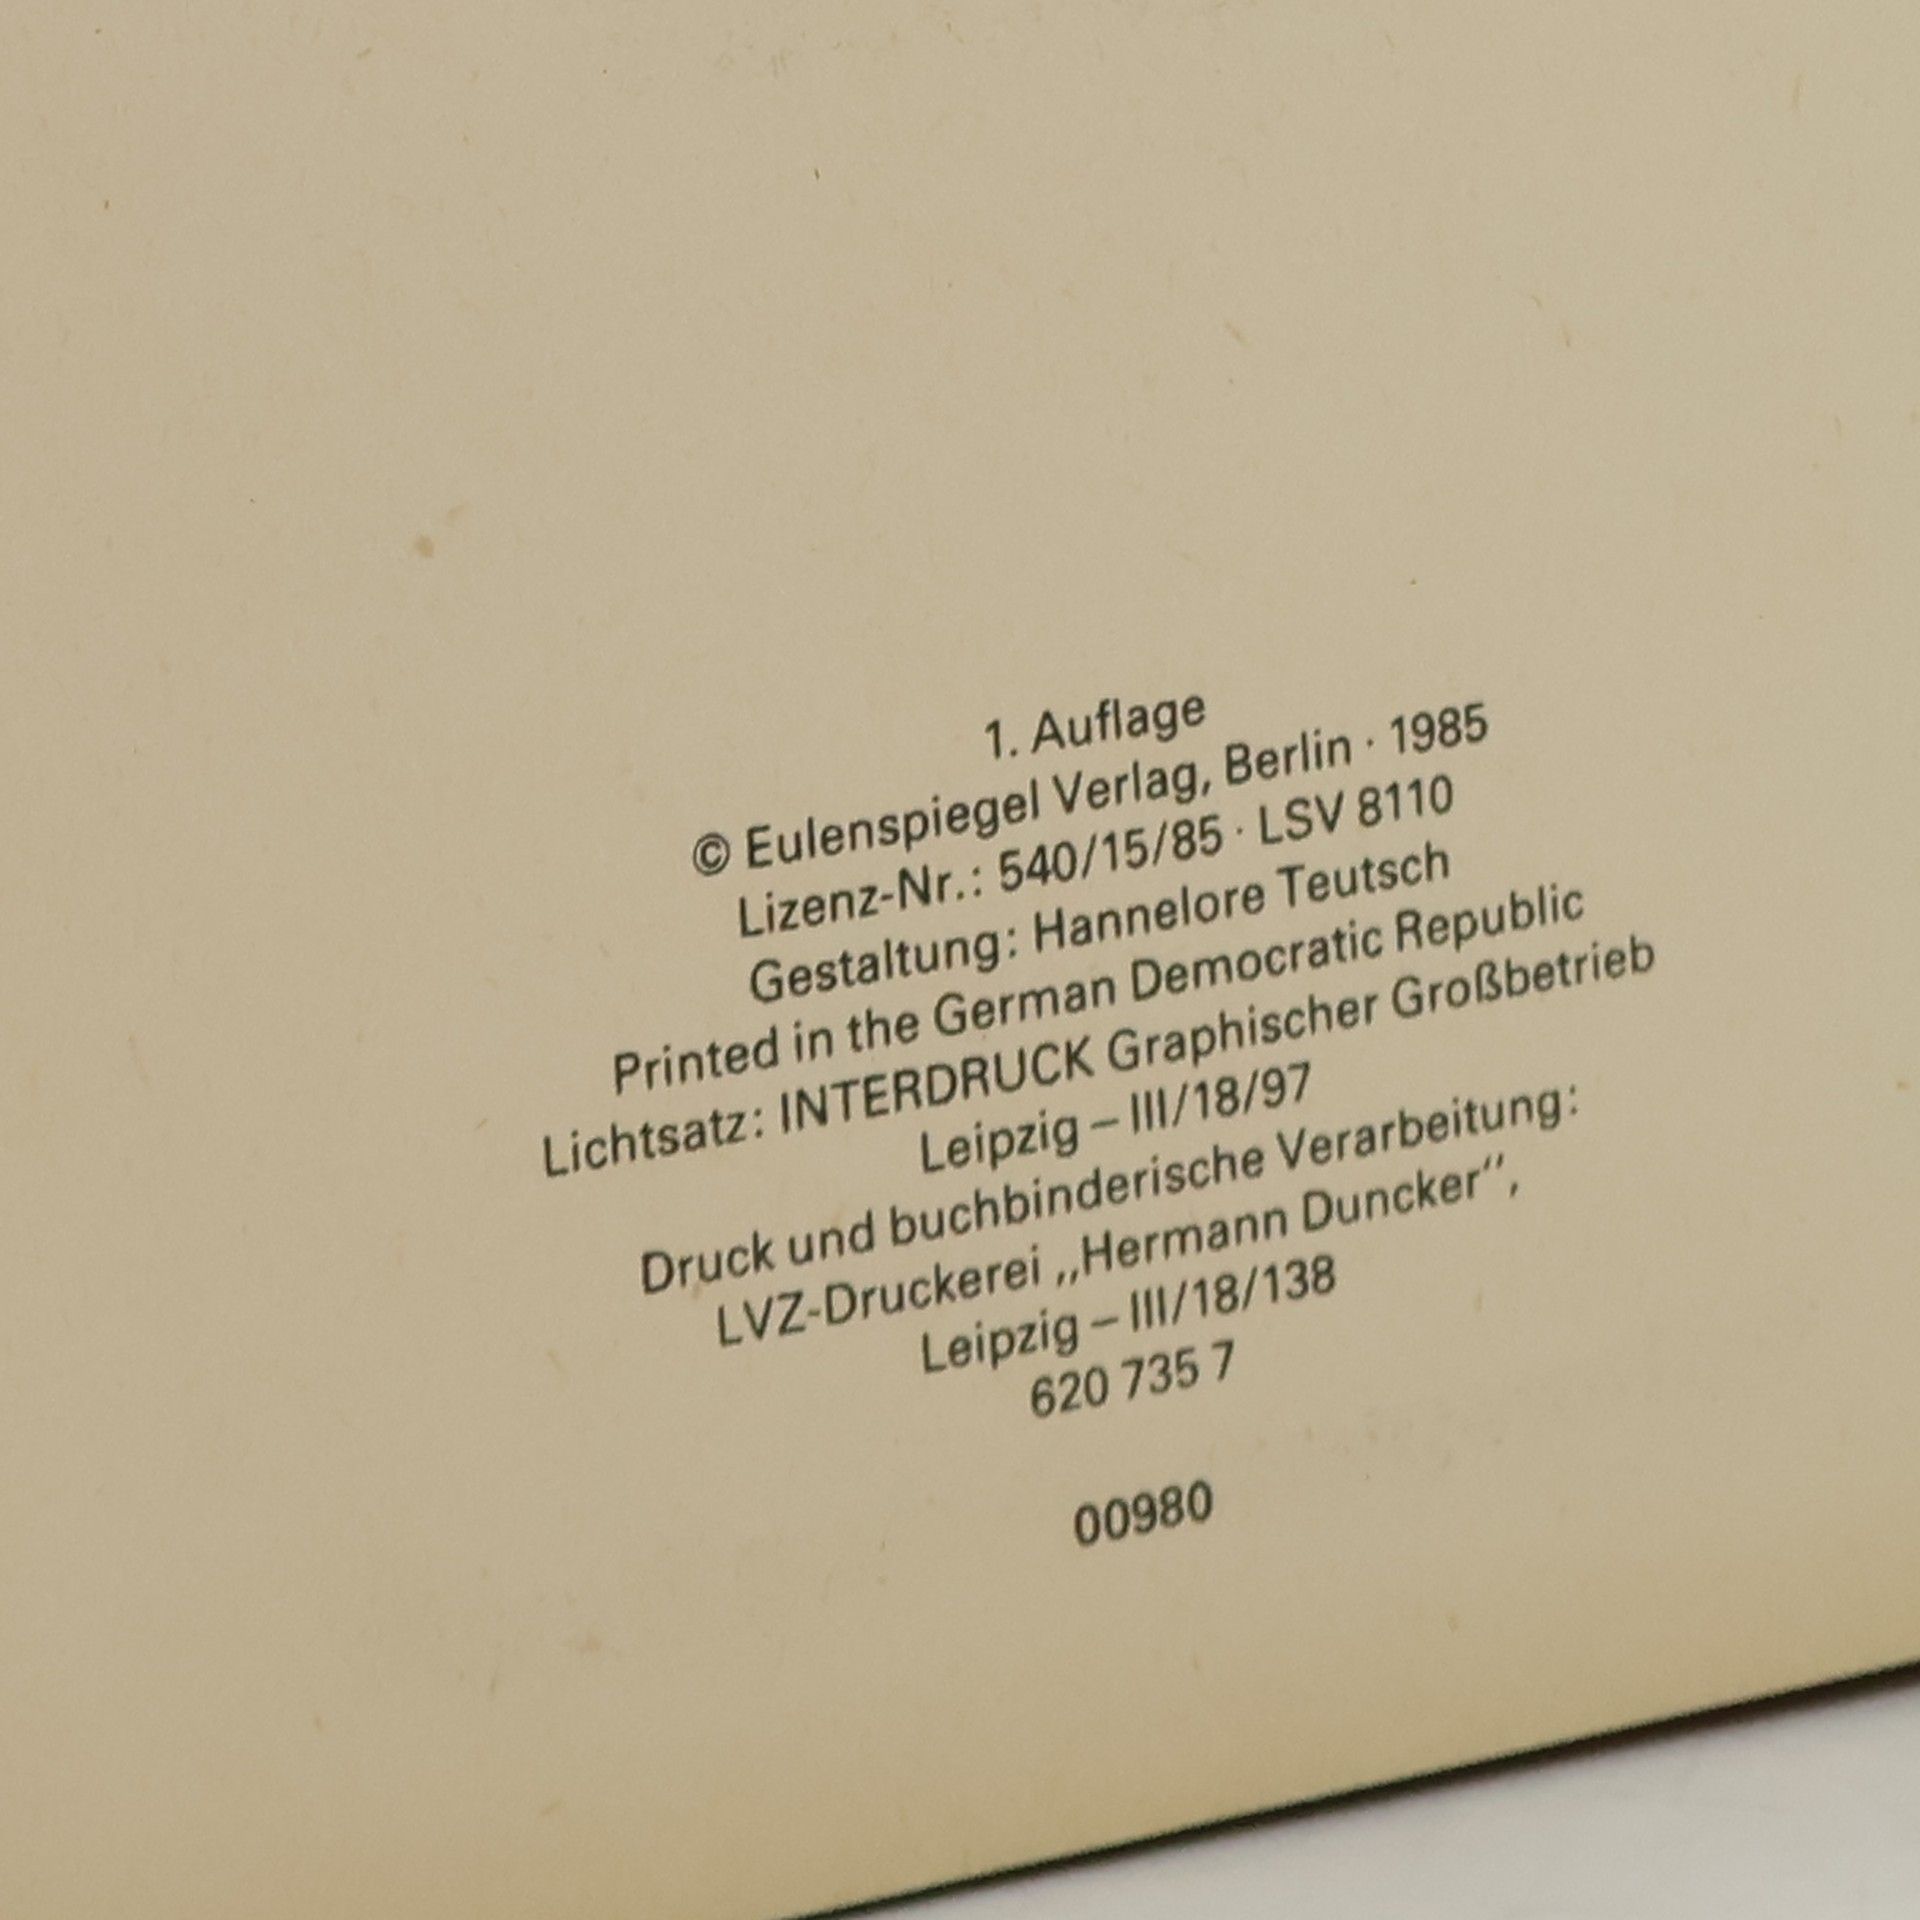 1. Auflage
© Eulenspiegel Verlag, Berlin · 1985
Lizenz-Nr.: 540/15/85 · LSV 8110
Gestaltung: Hannelore Teutsch
Printed in the German Democratic Republic
Lichtsatz: INTERDRUCK Graphischer Großbetrieb
Leipzig – III/18/97
Druck und buchbinderische Verarbeitung:
LVZ-Druckerei „Hermann Duncker“,
Leipzig – III/18/138
620 735 7
00980